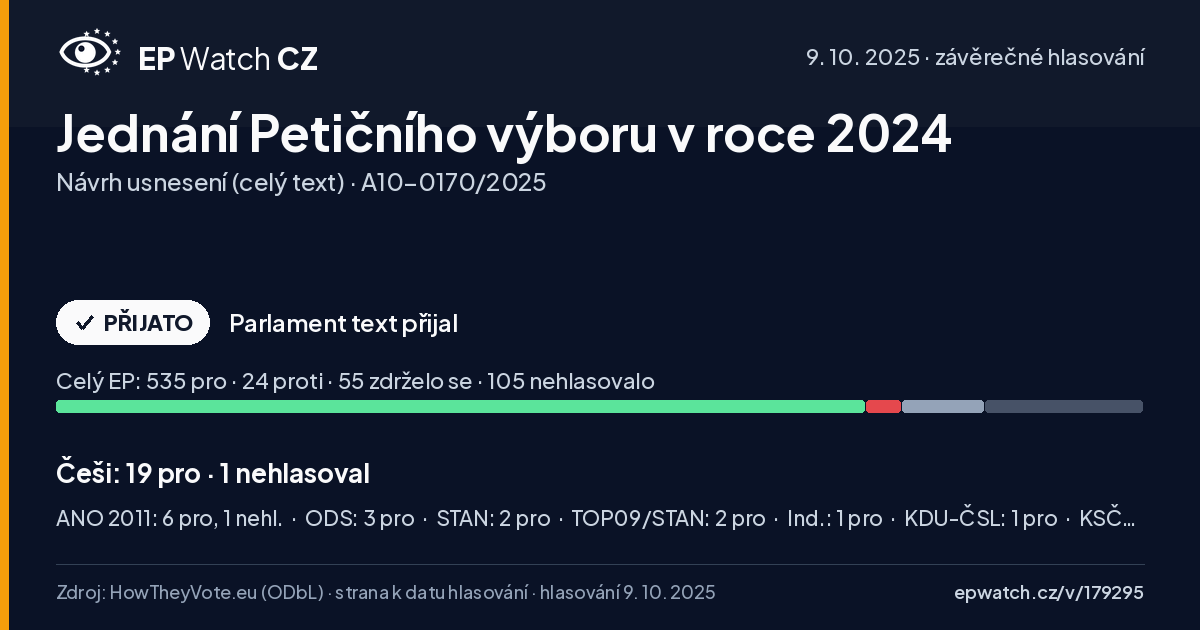 EP Watch CZ
9. 10. 2025 · závěrečné hlasování
Jednání Petičního výboru v roce 2024
Návrh usnesení (celý text) · A10-0170/2025
✓ PŘIJATO Parlament text přijal
Celý EP: 535 pro · 24 proti · 55 zdrželo se · 105 nehlasovalo
Češi: 19 pro · 1 nehlasoval
ANO 2011: 6 pro, 1 nehl. · ODS: 3 pro · STAN: 2 pro · TOP09/STAN: 2 pro · Ind.: 1 pro · KDU-ČSL: 1 pro · KSČ…
Zdroj: HowTheyVote.eu (ODbL) · strana k datu hlasování · hlasování 9. 10. 2025
epwatch.cz/v/179295